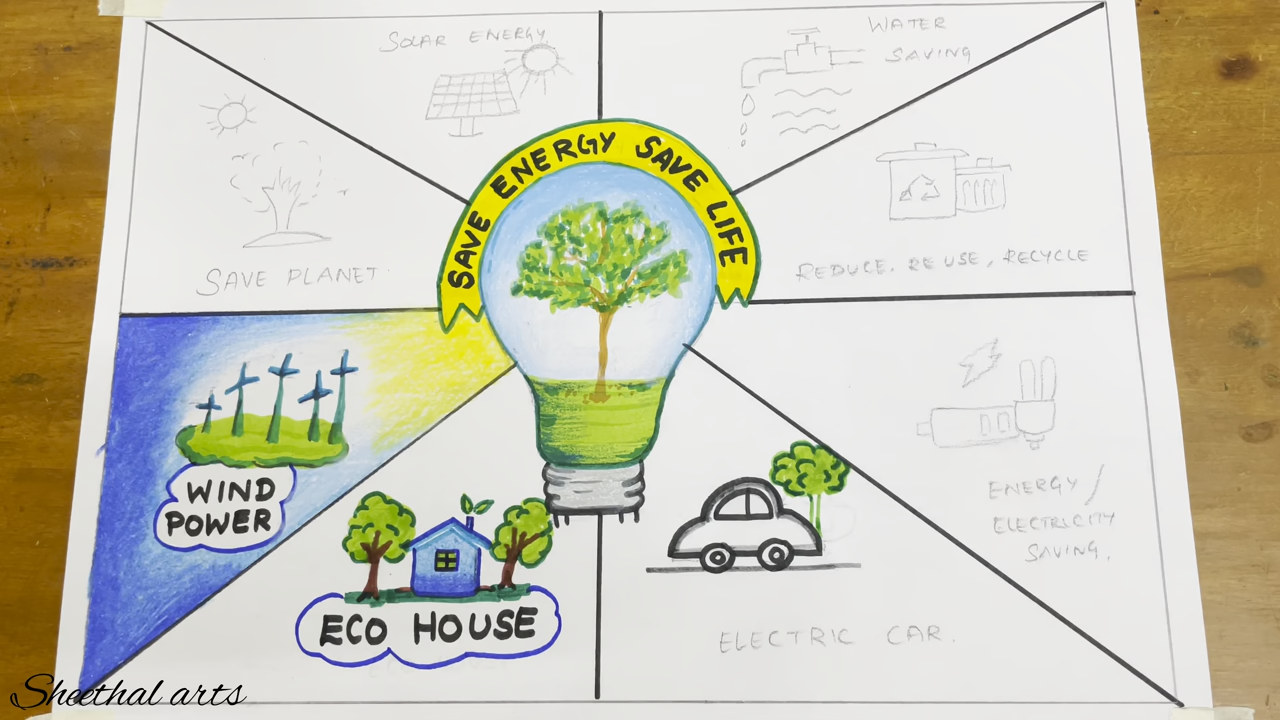 SOLAR ENERGY
WATER
SAVING
SAVE ENERGY SAVE LIFE
SAVE PLANET.
REDUCE, REUSE, RECYCLE
WIND
POWER
ENERGY /
ELECTRICITY
SAVING.
ECO HOUSE
ELECTRIC CAR.
Sheethal arts